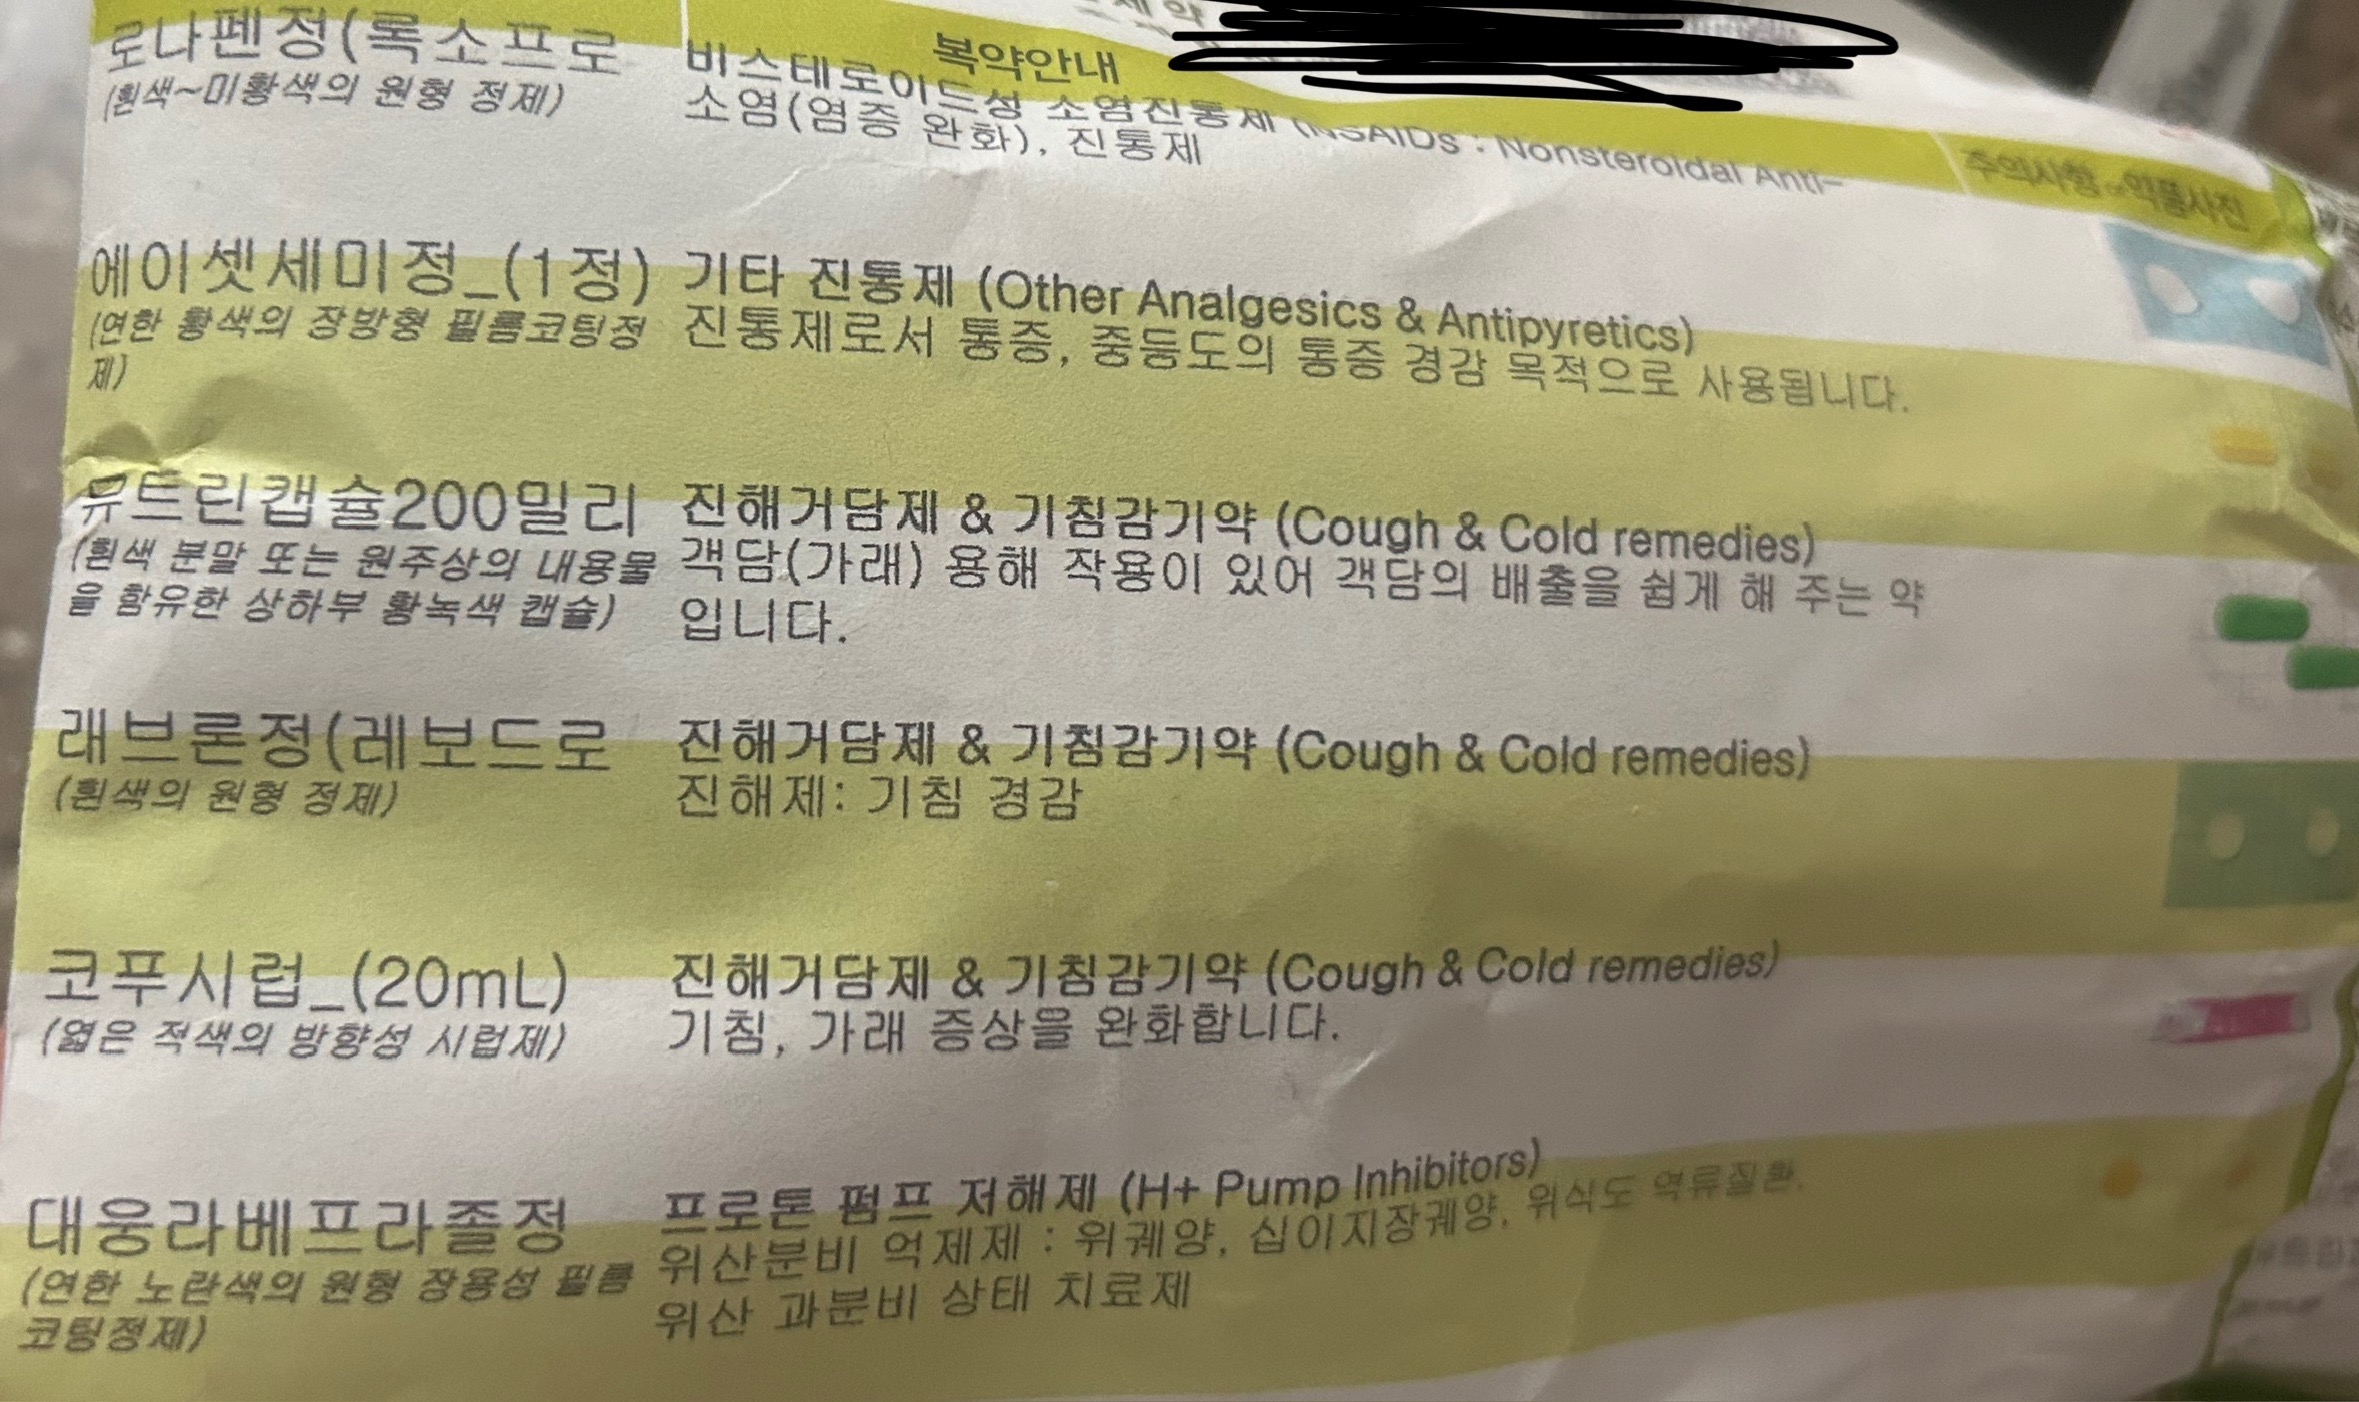 복약안내
주의사항
약품사진
로나펜정(록소프로
(흰색~미황색의 원형 정제)
비스테로이드성 소염진통제 (NSAIDs : Nonsteroidal Anti-
소염(염증 완화), 진통제
에이셋세미정_(1정)
(연한 황색의 장방형 필름코팅정
제)
기타 진통제 (Other Analgesics & Antipyretics)
진통제로서 통증, 중등도의 통증 경감 목적으로 사용됩니다.
뮤트린캡슐200밀리
(흰색 분말 또는 원주상의 내용물
을 함유한 상하부 황녹색 캡슐)
진해거담제 & 기침감기약 (Cough & Cold remedies)
객담(가래) 용해 작용이 있어 객담의 배출을 쉽게 해 주는 약
입니다.
래브론정(레보드로
(흰색의 원형 정제)
진해거담제 & 기침감기약 (Cough & Cold remedies)
진해제: 기침 경감
코푸시럽_(20mL)
(엷은 적색의 방향성 시럽제)
진해거담제 & 기침감기약 (Cough & Cold remedies)
기침, 가래 증상을 완화합니다.
대웅라베프라졸정
(연한 노란색의 원형 장용성 필름
코팅정제)
프로톤 펌프 저해제 (H+ Pump Inhibitors)
위산분비 억제제 : 위궤양, 십이지장궤양, 위식도 역류질환,
위산 과분비 상태 치료제